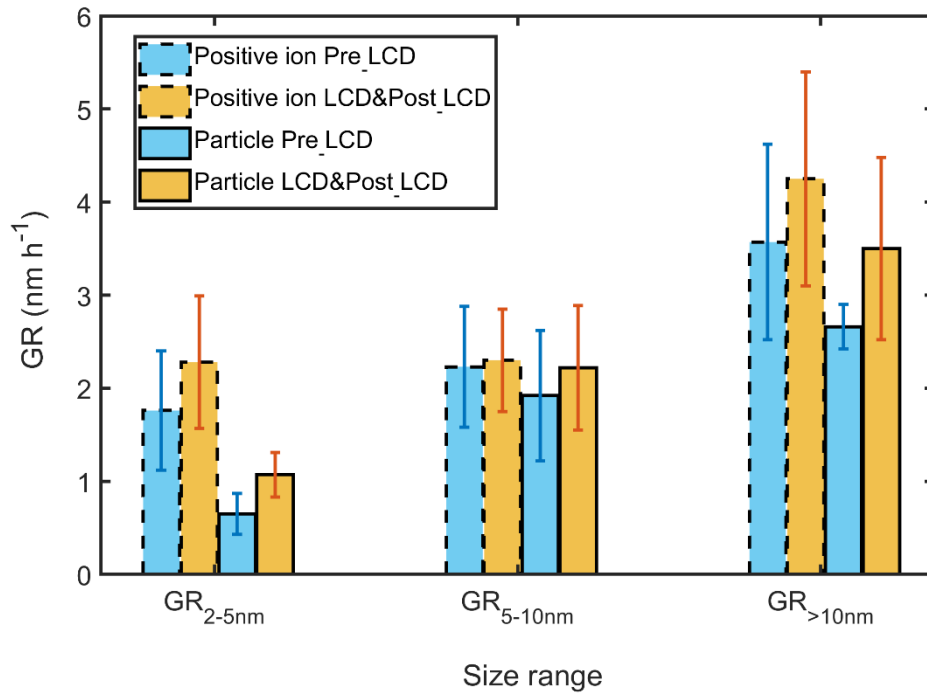 6
5
4
3
2
1
0
GR (nm h⁻¹)
Positive ion Pre_LCD
Positive ion LCD&Post_LCD
Particle Pre_LCD
Particle LCD&Post_LCD
GR₂₋₅ₙₘ GR₅₋₁₀ₙₘ GR_{>10nm}
Size range